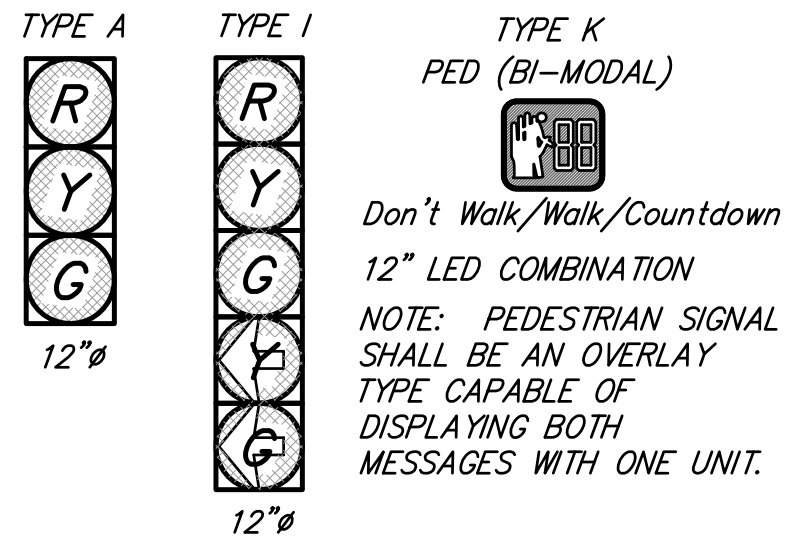 TYPE A
R
Y
G
12"ø
TYPE I
R
Y
G
Y
G
12"ø
TYPE K
PED (BI-MODAL)
88
Don't Walk/Walk/Countdown
12" LED COMBINATION
NOTE: PEDESTRIAN SIGNAL
SHALL BE AN OVERLAY
TYPE CAPABLE OF
DISPLAYING BOTH
MESSAGES WITH ONE UNIT.